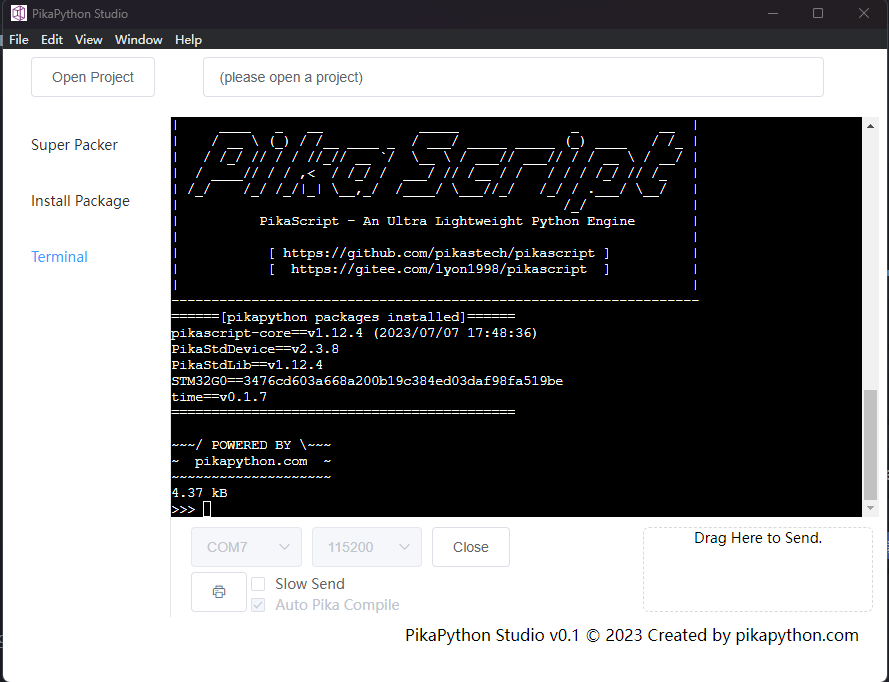 PikaPython Studio
File Edit View Window Help
Open Project
(please open a project)
Super Packer
Install Package
Terminal
Pika Script
PikaScript - An Ultra Lightweight Python Engine
[ https://github.com/pikastech/pikascript ]
[  https://gitee.com/lyon1998/pikascript  ]
======[pikapython packages installed]======
pikascript-core==v1.12.4 (2023/07/07 17:48:36)
PikaStdDevice==v2.3.8
PikaStdLib==v1.12.4
STM32G0==3476cd603a668a200b19c384ed03daf98fa519be
time==v0.1.7
===========================================
~~~/ POWERED BY \~~~
~  pikapython.com  ~
~~~~~~~~~~~~~~~~~~~~
4.37 kB
>>>
COM7
115200
Close
Drag Here to Send.
Slow Send
Auto Pika Compile
PikaPython Studio v0.1 © 2023 Created by pikapython.com